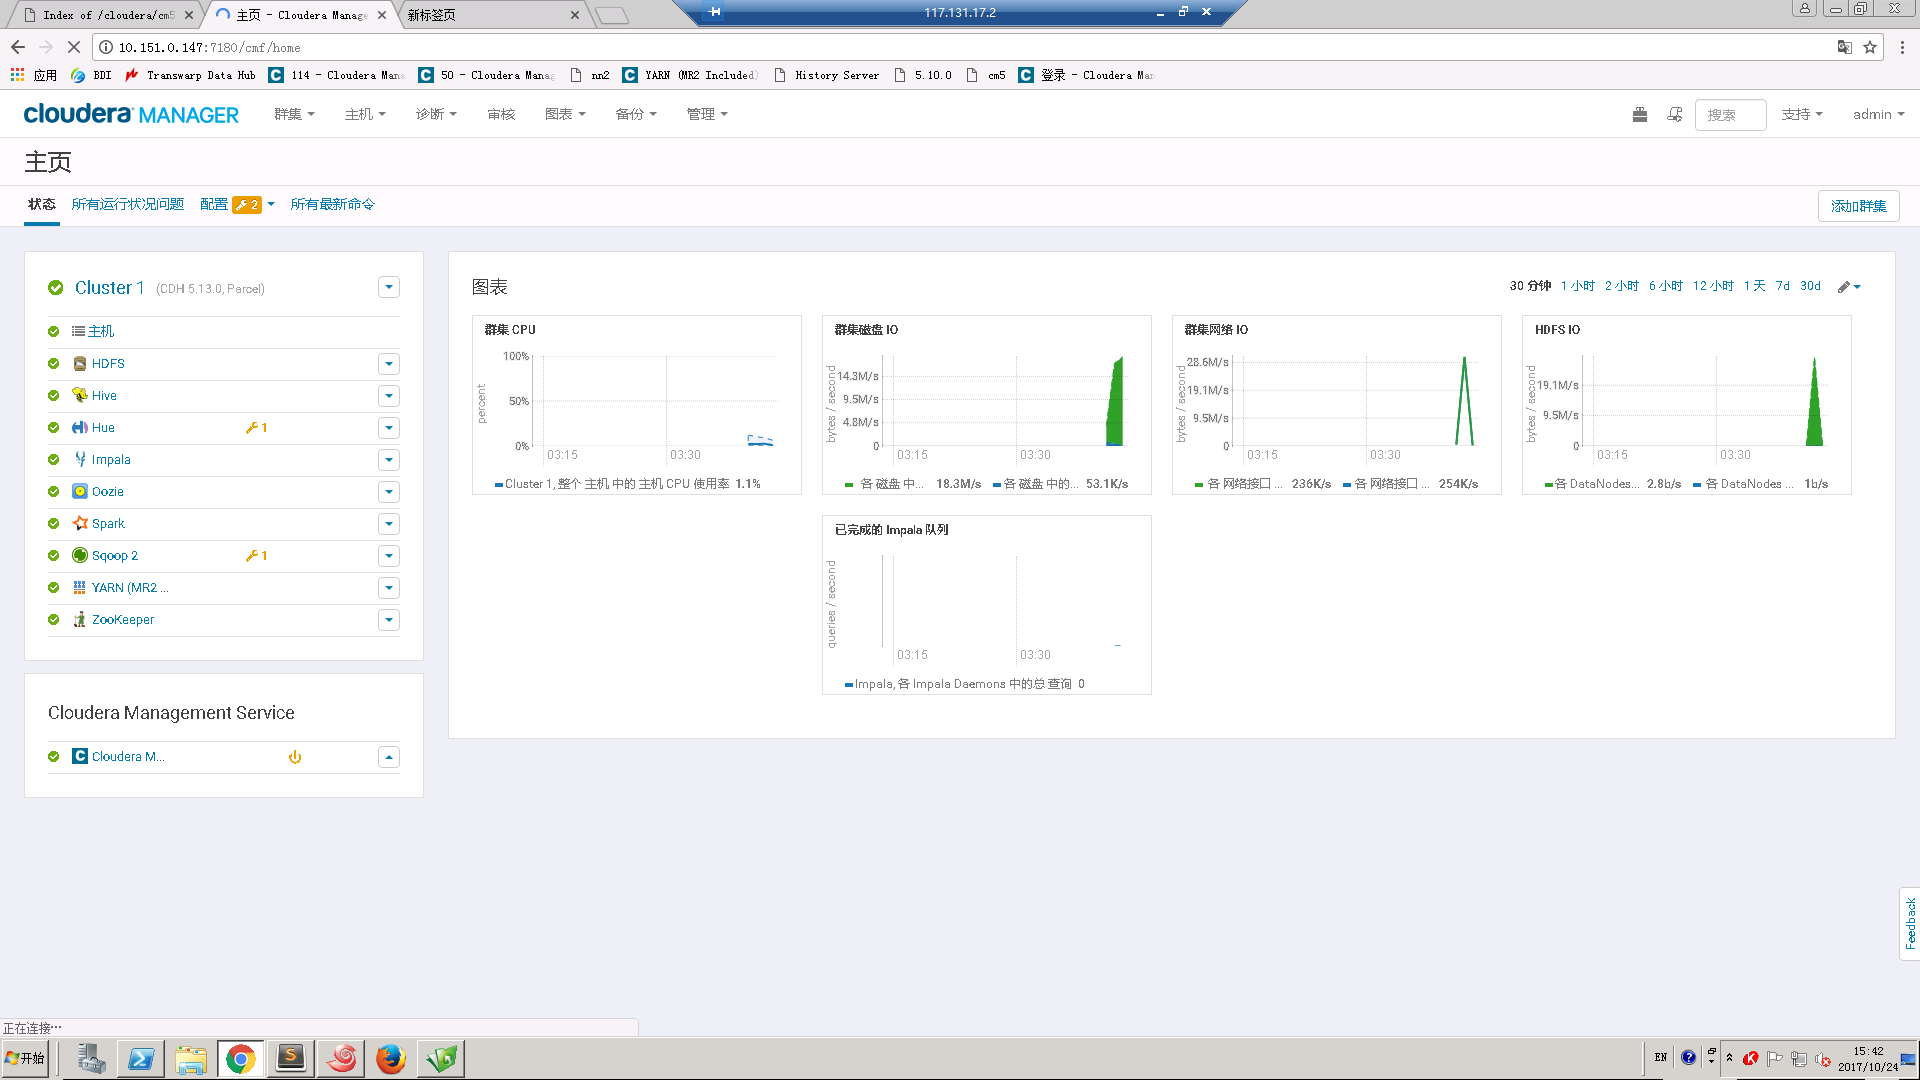 Index of /cloudera/cm5
主页 - Cloudera Manage
新标签页
117.131.17.2
10.151.0.147:7180/cmf/home
应用
BDI
Transwarp Data Hub
114 - Cloudera Mana
50 - Cloudera Manag
nn2
YARN (MR2 Included)
History Server
5.10.0
cm5
登录 - Cloudera Man
cloudera MANAGER
群集
主机
诊断
审核
图表
备份
管理
搜索
支持
admin
主页
状态
所有运行状况问题
配置
2
所有最新命令
添加群集
Cluster 1 (CDH 5.13.0, Parcel)
主机
HDFS
Hive
Hue
1
Impala
Oozie
Spark
Sqoop 2
1
YARN (MR2 ...
ZooKeeper
Cloudera Management Service
Cloudera M...
图表
30 分钟 1 小时 2 小时 6 小时 12 小时 1 天 7d 30d
群集 CPU
percent
100%
50%
0%
03:15
03:30
Cluster 1, 整个 主机 中的 主机 CPU 使用率 1.1%
群集磁盘 IO
bytes / second
14.3M/s
9.5M/s
4.8M/s
0
03:15
03:30
各 磁盘 中... 18.3M/s
各 磁盘 中的... 53.1K/s
群集网络 IO
bytes / second
28.6M/s
19.1M/s
9.5M/s
0
03:15
03:30
各 网络接口 ... 236K/s
各 网络接口 ... 254K/s
HDFS IO
bytes / second
19.1M/s
9.5M/s
0
03:15
03:30
各 DataNodes... 2.8b/s
各 DataNodes ... 1b/s
已完成的 Impala 队列
queries / second
03:15
03:30
Impala, 各 Impala Daemons 中的总 查询 0
Feedback
正在连接…
开始
EN
15:42
2017/10/24